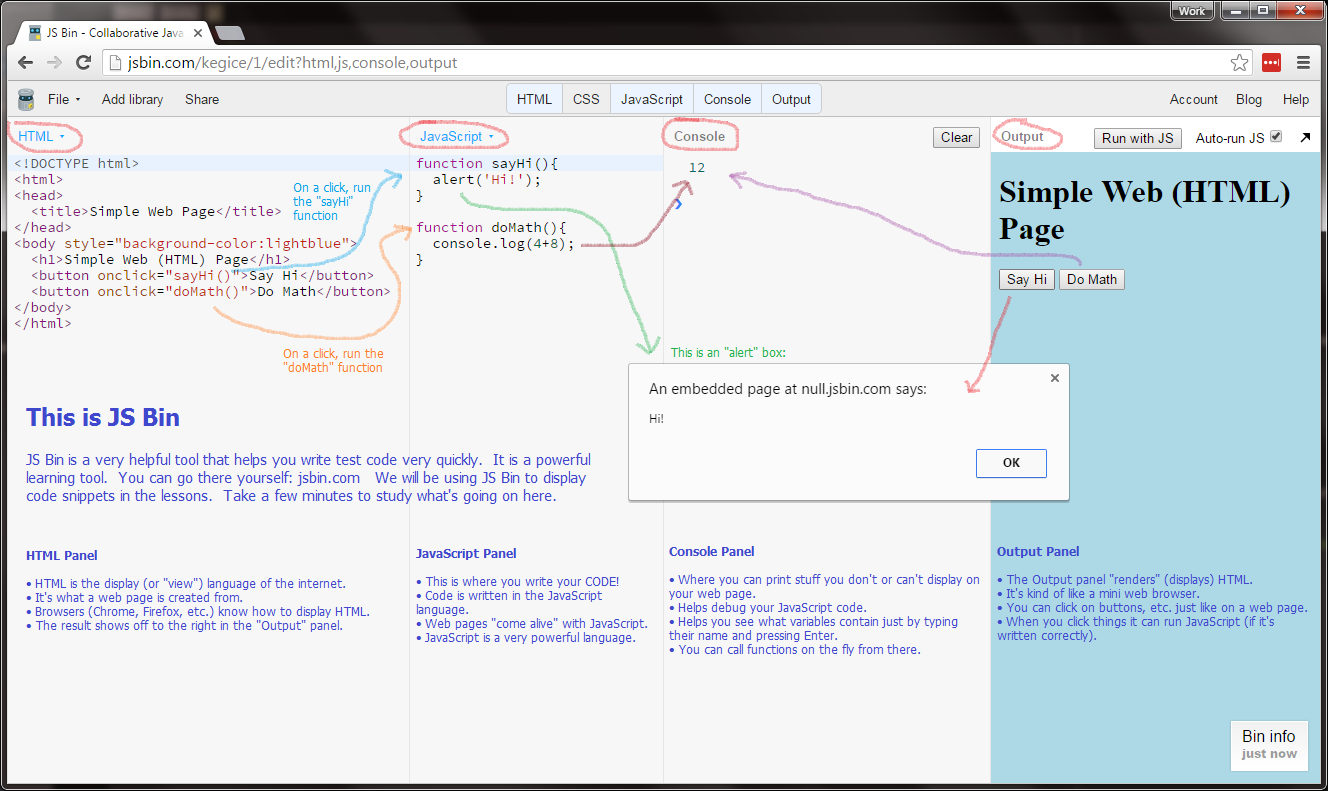 Work
JS Bin - Collaborative Java
jsbin.com/kegice/1/edit?html,js,console,output
File Add library Share HTML CSS JavaScript Console Output Account Blog Help
HTML
JavaScript
Console
Clear
Output
Run with JS
Auto-run JS
<!DOCTYPE html>
<html>
<head>
<title>Simple Web Page</title>
</head>
<body style="background-color:lightblue">
<h1>Simple Web (HTML) Page</h1>
<button onclick="sayHi()">Say Hi</button>
<button onclick="doMath()">Do Math</button>
</body>
</html>
On a click, run
the "sayHi"
function
On a click, run the
"doMath" function
function sayHi(){
alert('Hi!');
}
function doMath(){
console.log(4+8);
}
12
Simple Web (HTML)
Page
Say Hi Do Math
This is an "alert" box:
An embedded page at null.jsbin.com says:
Hi!
OK
This is JS Bin
JS Bin is a very helpful tool that helps you write test code very quickly. It is a powerful
learning tool. You can go there yourself: jsbin.com We will be using JS Bin to display
code snippets in the lessons. Take a few minutes to study what's going on here.
HTML Panel
• HTML is the display (or "view") language of the internet.
• It's what a web page is created from.
• Browsers (Chrome, Firefox, etc.) know how to display HTML.
• The result shows off to the right in the "Output" panel.
JavaScript Panel
• This is where you write your CODE!
• Code is written in the JavaScript
language.
• Web pages "come alive" with JavaScript.
• JavaScript is a very powerful language.
Console Panel
• Where you can print stuff you don't or can't display on
your web page.
• Helps debug your JavaScript code.
• Helps you see what variables contain just by typing
their name and pressing Enter.
• You can call functions on the fly from there.
Output Panel
• The Output panel "renders" (displays) HTML.
• It's kind of like a mini web browser.
• You can click on buttons, etc. just like on a web page.
• When you click things it can run JavaScript (if it's
written correctly).
Bin info
just now